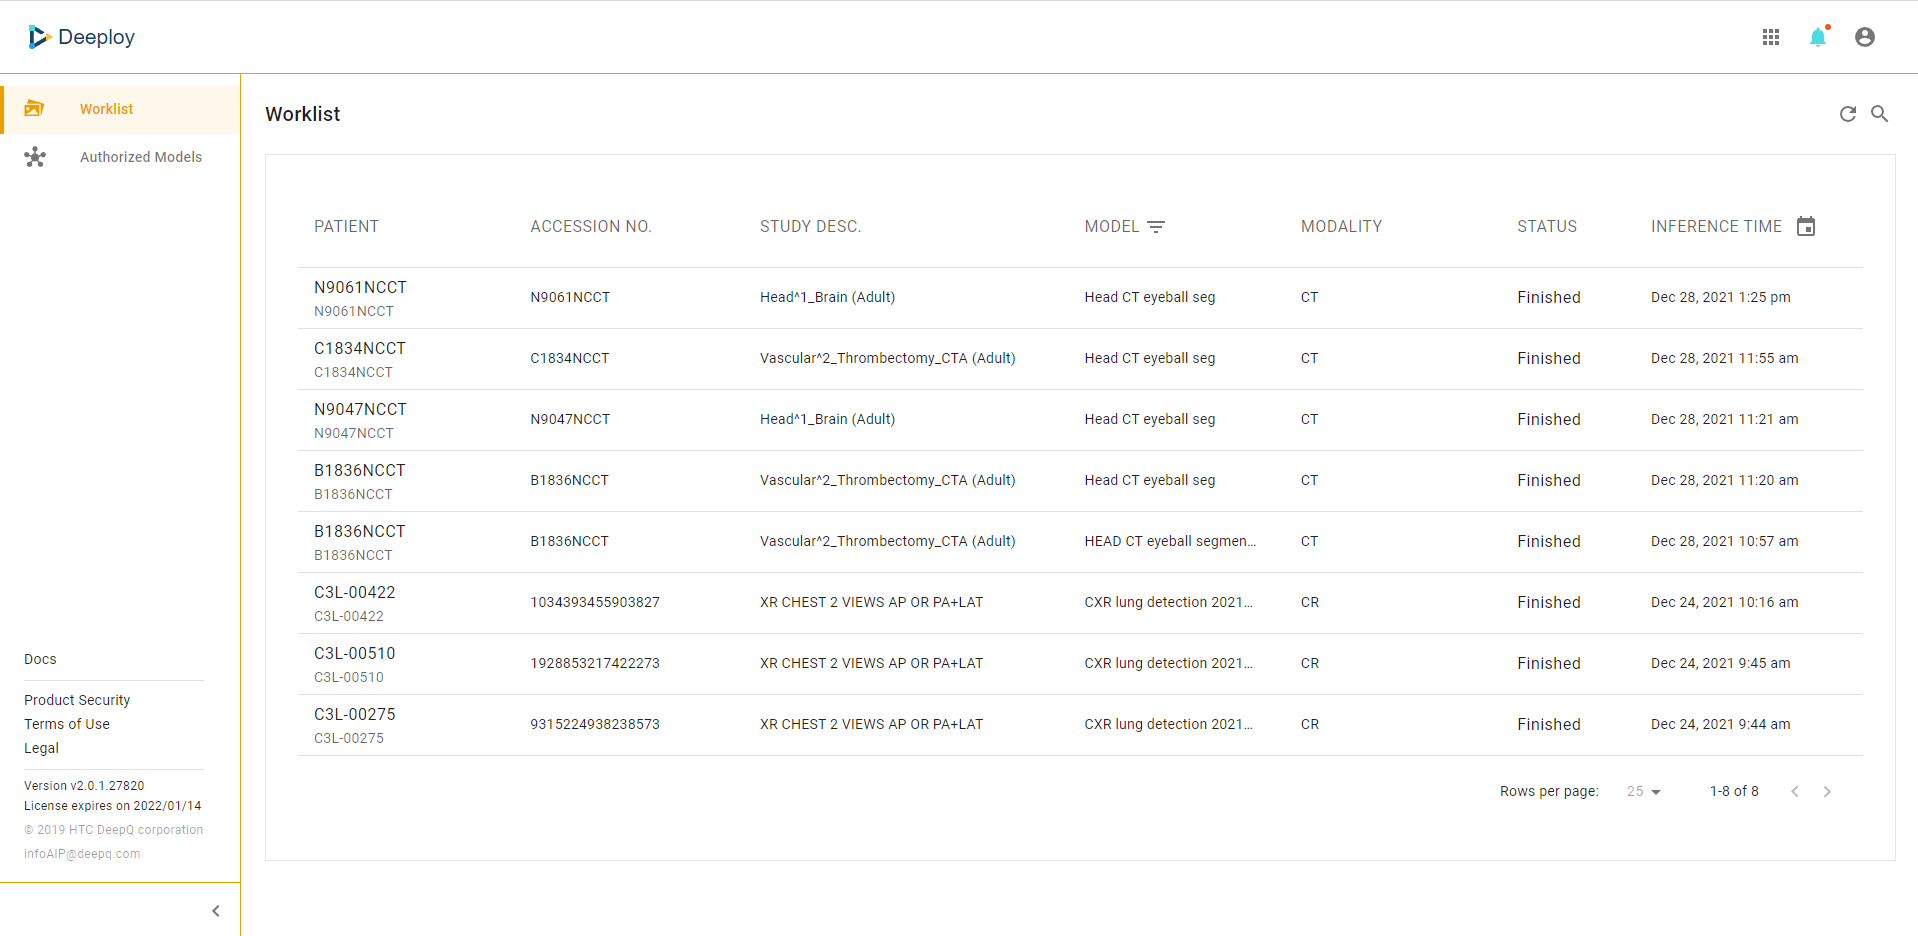 Deeploy
Worklist
Authorized Models
Worklist
PATIENT ACCESSION NO. STUDY DESC. MODEL MODALITY STATUS INFERENCE TIME
N9061NCCT
N9061NCCT N9061NCCT Head^1_Brain (Adult) Head CT eyeball seg CT Finished Dec 28, 2021 1:25 pm
C1834NCCT
C1834NCCT C1834NCCT Vascular^2_Thrombectomy_CTA (Adult) Head CT eyeball seg CT Finished Dec 28, 2021 11:55 am
N9047NCCT
N9047NCCT N9047NCCT Head^1_Brain (Adult) Head CT eyeball seg CT Finished Dec 28, 2021 11:21 am
B1836NCCT
B1836NCCT B1836NCCT Vascular^2_Thrombectomy_CTA (Adult) Head CT eyeball seg CT Finished Dec 28, 2021 11:20 am
B1836NCCT
B1836NCCT B1836NCCT Vascular^2_Thrombectomy_CTA (Adult) HEAD CT eyeball segmen... CT Finished Dec 28, 2021 10:57 am
C3L-00422
C3L-00422 1034393455903827 XR CHEST 2 VIEWS AP OR PA+LAT CXR lung detection 2021... CR Finished Dec 24, 2021 10:16 am
C3L-00510
C3L-00510 1928853217422273 XR CHEST 2 VIEWS AP OR PA+LAT CXR lung detection 2021... CR Finished Dec 24, 2021 9:45 am
C3L-00275
C3L-00275 9315224938238573 XR CHEST 2 VIEWS AP OR PA+LAT CXR lung detection 2021... CR Finished Dec 24, 2021 9:44 am
Rows per page: 25 1-8 of 8
Docs
Product Security
Terms of Use
Legal
Version v2.0.1.27820
License expires on 2022/01/14
© 2019 HTC DeepQ corporation
infoAIP@deepq.com